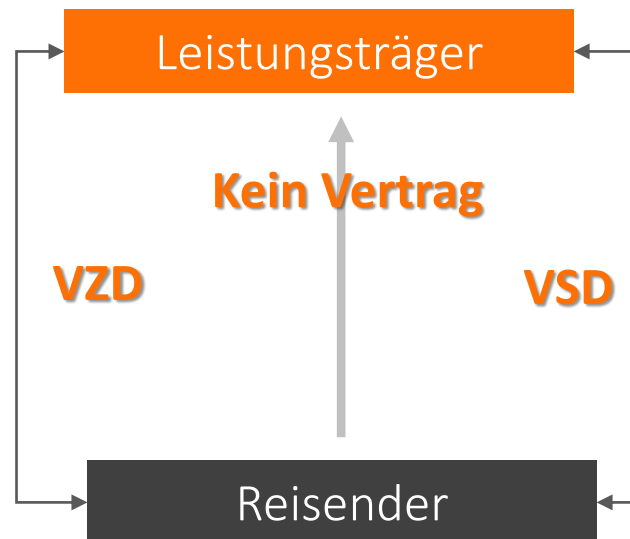 Leistungsträger
Kein Vertrag
VZD
VSD
Reisender